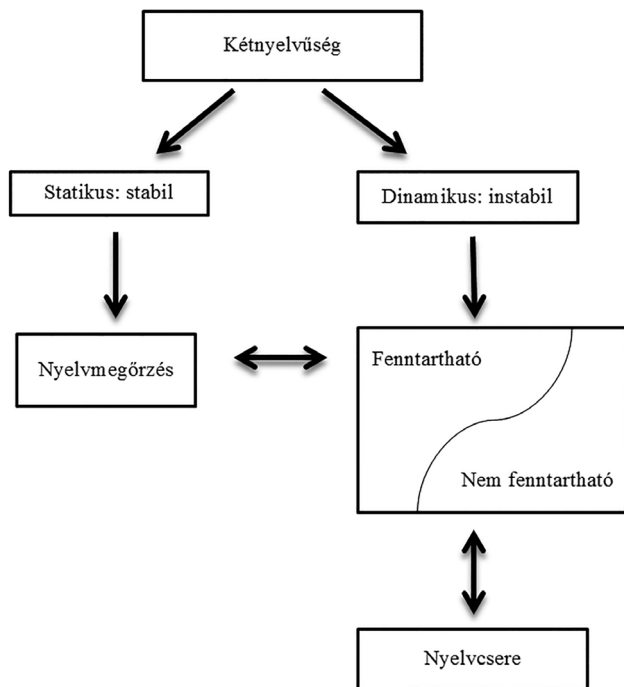 Kétnyelvűség
Statikus: stabil
Dinamikus: instabil
Nyelvmegőrzés
Fenntartható
Nem fenntartható
Nyelvcsere